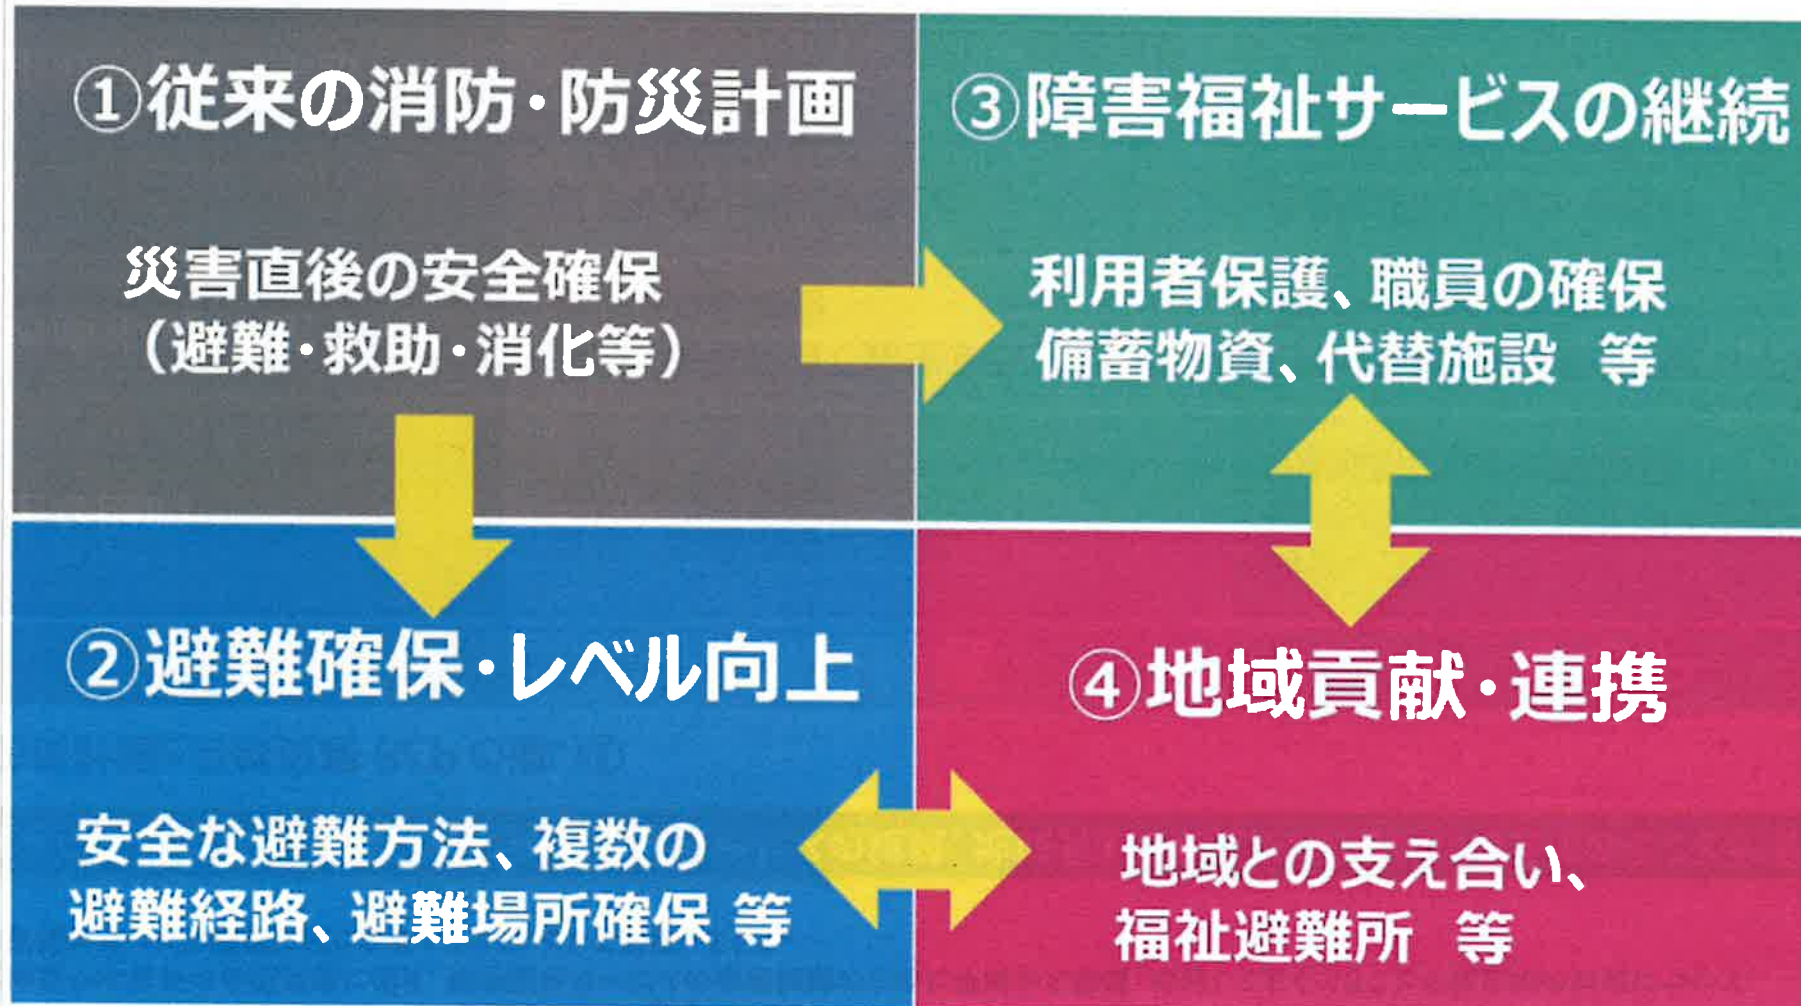 ①従来の消防・防災計画
災害直後の安全確保
（避難・救助・消化等）
③障害福祉サービスの継続
利用者保護、職員の確保
備蓄物資、代替施設 等
②避難確保・レベル向上
安全な避難方法、複数の
避難経路、避難場所確保 等
④地域貢献・連携
地域との支え合い、
福祉避難所 等